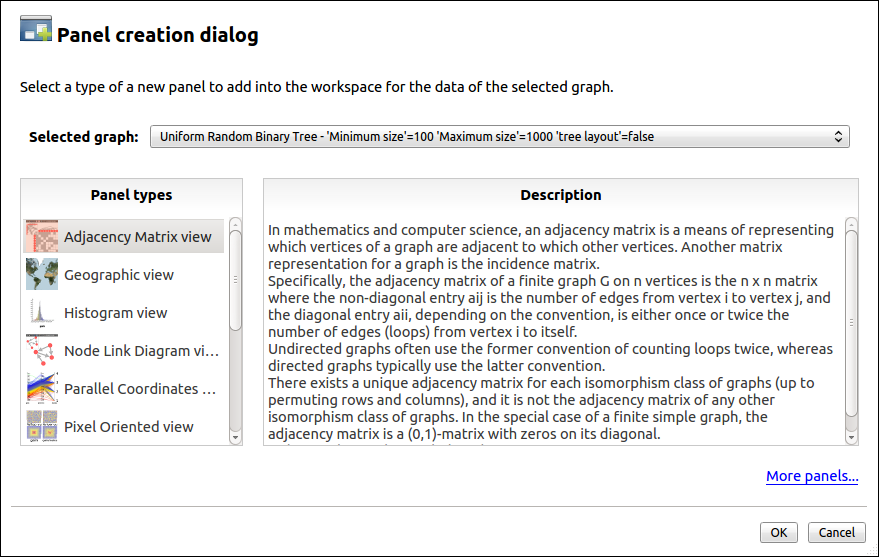 Panel creation dialog
Select a type of a new panel to add into the workspace for the data of the selected graph.
Selected graph: Uniform Random Binary Tree - 'Minimum size'=100 'Maximum size'=1000 'tree layout'=false
Panel types
Adjacency Matrix view
Geographic view
Histogram view
Node Link Diagram vi...
Parallel Coordinates ...
Pixel Oriented view
Description
In mathematics and computer science, an adjacency matrix is a means of representing
which vertices of a graph are adjacent to which other vertices. Another matrix
representation for a graph is the incidence matrix.
Specifically, the adjacency matrix of a finite graph G on n vertices is the n x n matrix
where the non-diagonal entry aij is the number of edges from vertex i to vertex j, and
the diagonal entry aii, depending on the convention, is either once or twice the
number of edges (loops) from vertex i to itself.
Undirected graphs often use the former convention of counting loops twice, whereas
directed graphs typically use the latter convention.
There exists a unique adjacency matrix for each isomorphism class of graphs (up to
permuting rows and columns), and it is not the adjacency matrix of any other
isomorphism class of graphs. In the special case of a finite simple graph, the
adjacency matrix is a (0,1)-matrix with zeros on its diagonal.
More panels...
OK Cancel